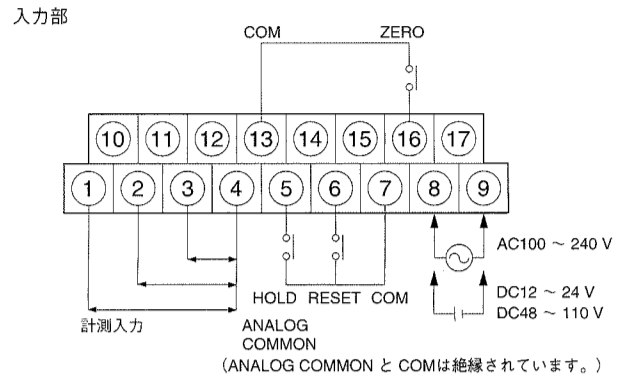 入力部
COM ZERO
10 11 12 13 14 15 16 17
1 2 3 4 5 6 7 8 9
AC100 ～ 240 V
DC12 ～ 24 V
DC48 ～ 110 V
HOLD RESET COM
計測入力
ANALOG
COMMON
（ANALOG COMMON と COMは絶縁されています。）